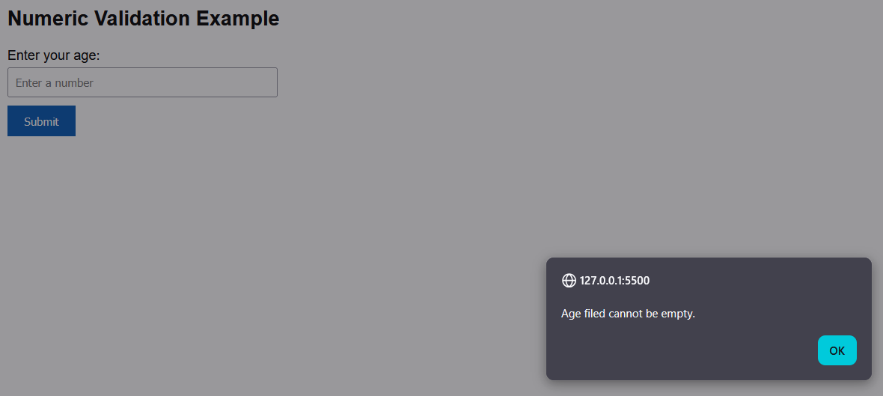 Numeric Validation Example
Enter your age:
Enter a number
Submit
127.0.0.1:5500
Age filed cannot be empty.
OK